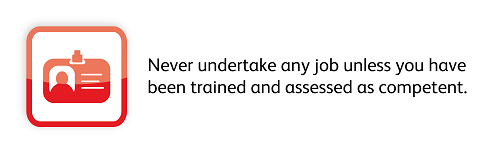 Never undertake any job unless you have
been trained and assessed as competent.